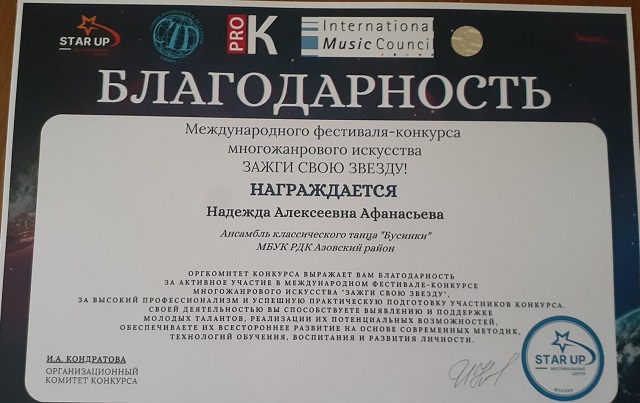 STAR UP
PRO К
International
Music Council
БЛАГОДАРНОСТЬ
Международного фестиваля-конкурса
многожанрового искусства
ЗАЖГИ СВОЮ ЗВЕЗДУ!
НАГРАЖДАЕТСЯ
Надежда Алексеевна Афанасьева
Ансамбль классического танца "Бусинки"
МБУК РДК Азовский район
ОРГКОМИТЕТ КОНКУРСА ВЫРАЖАЕТ ВАМ БЛАГОДАРНОСТЬ
ЗА АКТИВНОЕ УЧАСТИЕ В МЕЖДУНАРОДНОМ ФЕСТИВАЛЕ-КОНКУРСЕ
МНОГОЖАНРОВОГО ИСКУССТВА "ЗАЖГИ СВОЮ ЗВЕЗДУ",
ЗА ВЫСОКИЙ ПРОФЕССИОНАЛИЗМ И УСПЕШНУЮ ПРАКТИЧЕСКУЮ ПОДГОТОВКУ УЧАСТНИКОВ КОНКУРСА.
СВОЕЙ ДЕЯТЕЛЬНОСТЬЮ ВЫ СПОСОБСТВУЕТЕ ВЫЯВЛЕНИЮ И ПОДДЕРЖКЕ
МОЛОДЫХ ТАЛАНТОВ, РЕАЛИЗАЦИИ ИХ ПОТЕНЦИАЛЬНЫХ ВОЗМОЖНОСТЕЙ,
ОБЕСПЕЧИВАЕТЕ ИХ ВСЕСТОРОННЕЕ РАЗВИТИЕ НА ОСНОВЕ СОВРЕМЕННЫХ МЕТОДИК,
ТЕХНОЛОГИЙ ОБУЧЕНИЯ, ВОСПИТАНИЯ И РАЗВИТИЯ ЛИЧНОСТИ.
И.А. КОНДРАТОВА
ОРГАНИЗАЦИОННЫЙ
КОМИТЕТ КОНКУРСА
STAR UP
ФЕСТИВАЛЬНЫЙ
ЦЕНТР
МОСКВА